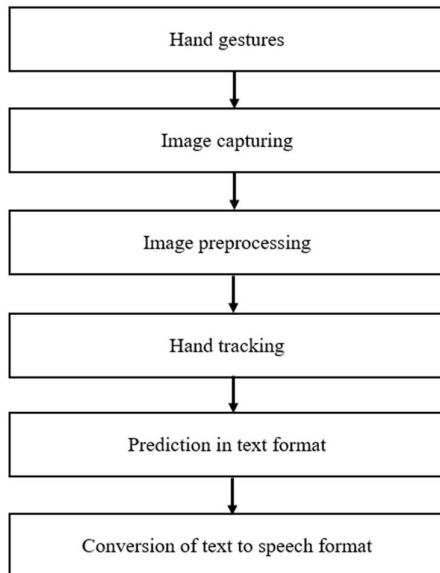 Hand gestures
Image capturing
Image preprocessing
Hand tracking
Prediction in text format
Conversion of text to speech format